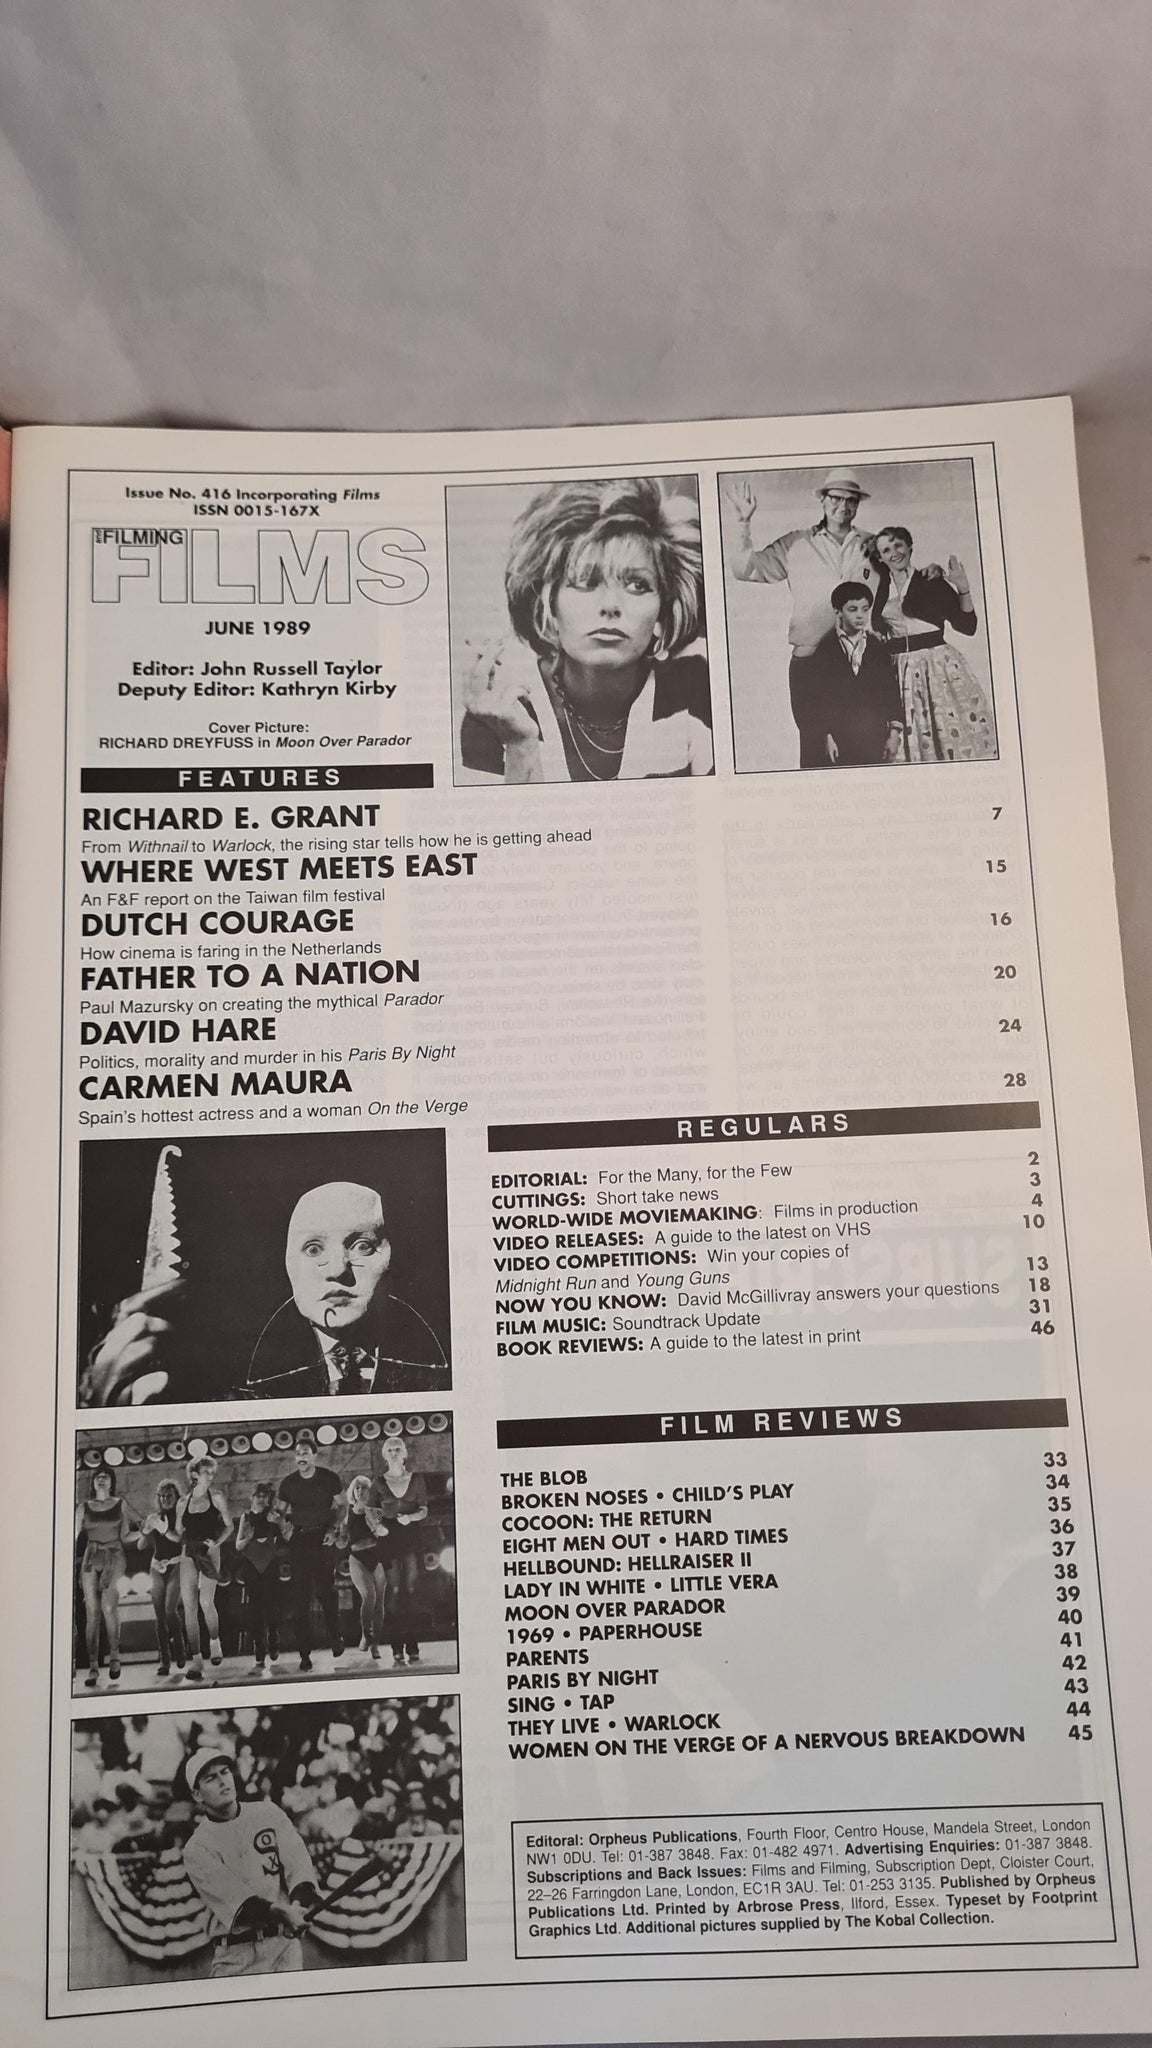 Issue No. 416 Incorporating Films
ISSN 0015-167X
FILMING
FILMS
JUNE 1989
Editor: John Russell Taylor
Deputy Editor: Kathryn Kirby
Cover Picture:
RICHARD DREYFUSS in Moon Over Parador
FEATURES
RICHARD E. GRANT 7
From Withnail to Warlock, the rising star tells how he is getting ahead
WHERE WEST MEETS EAST 15
An F&F report on the Taiwan film festival
DUTCH COURAGE 16
How cinema is faring in the Netherlands
FATHER TO A NATION 20
Paul Mazursky on creating the mythical Parador
DAVID HARE 24
Politics, morality and murder in his Paris By Night
CARMEN MAURA 28
Spain's hottest actress and a woman On the Verge
REGULARS
EDITORIAL: For the Many, for the Few 2
CUTTINGS: Short take news 3
WORLD-WIDE MOVIEMAKING: Films in production 4
VIDEO RELEASES: A guide to the latest on VHS 10
VIDEO COMPETITIONS: Win your copies of
Midnight Run and Young Guns 13
NOW YOU KNOW: David McGillivray answers your questions 18
FILM MUSIC: Soundtrack Update 31
BOOK REVIEWS: A guide to the latest in print 46
FILM REVIEWS
THE BLOB 33
BROKEN NOSES • CHILD'S PLAY 34
COCOON: THE RETURN 35
EIGHT MEN OUT • HARD TIMES 36
HELLBOUND: HELLRAISER II 37
LADY IN WHITE • LITTLE VERA 38
MOON OVER PARADOR 39
1969 • PAPERHOUSE 40
PARENTS 41
PARIS BY NIGHT 42
SING • TAP 43
THEY LIVE • WARLOCK 44
WOMEN ON THE VERGE OF A NERVOUS BREAKDOWN 45
SOX
Editoral: Orpheus Publications, Fourth Floor, Centro House, Mandela Street, London
NW1 0DU. Tel: 01-387 3848. Fax: 01-482 4971. Advertising Enquiries: 01-387 3848.
Subscriptions and Back Issues: Films and Filming, Subscription Dept, Cloister Court,
22–26 Farringdon Lane, London, EC1R 3AU. Tel: 01-253 3135. Published by Orpheus
Publications Ltd. Printed by Arbrose Press, Ilford, Essex. Typeset by Footprint
Graphics Ltd. Additional pictures supplied by The Kobal Collection.